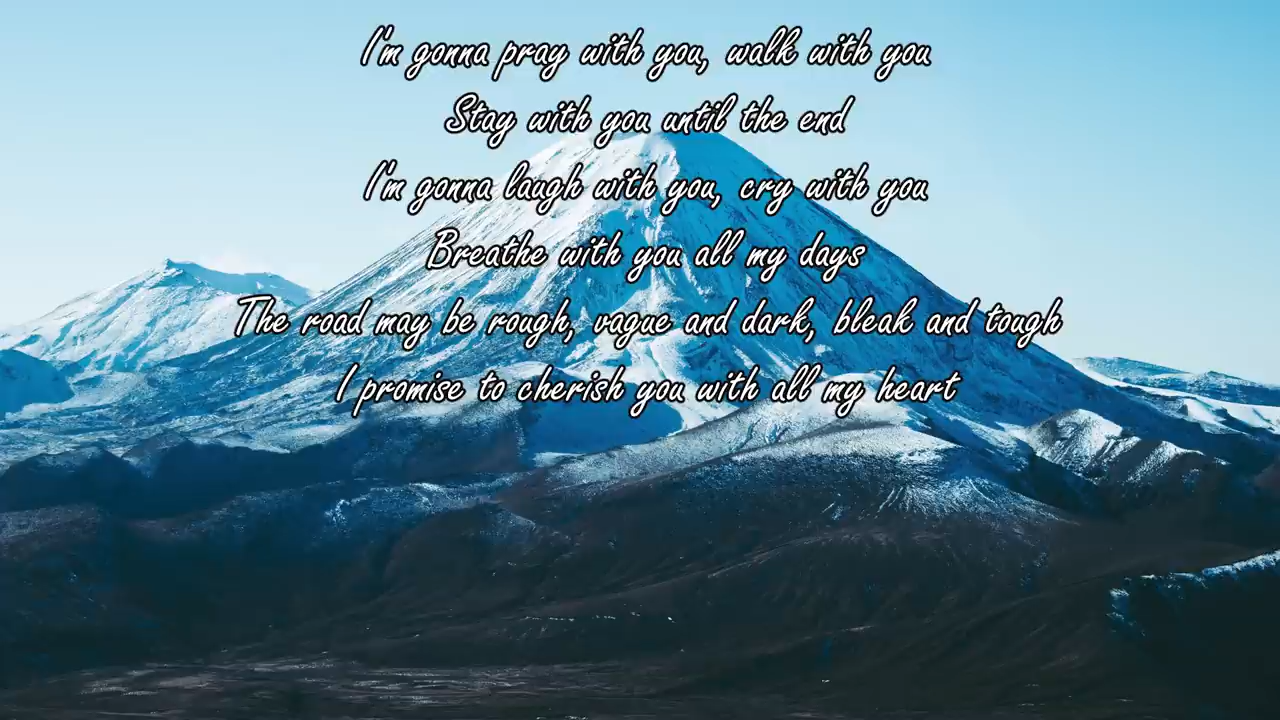 I'm gonna pray with you, walk with you
Stay with you until the end
I'm gonna laugh with you, cry with you
Breathe with you all my days
The road may be rough, vague and dark, bleak and tough
I promise to cherish you with all my heart